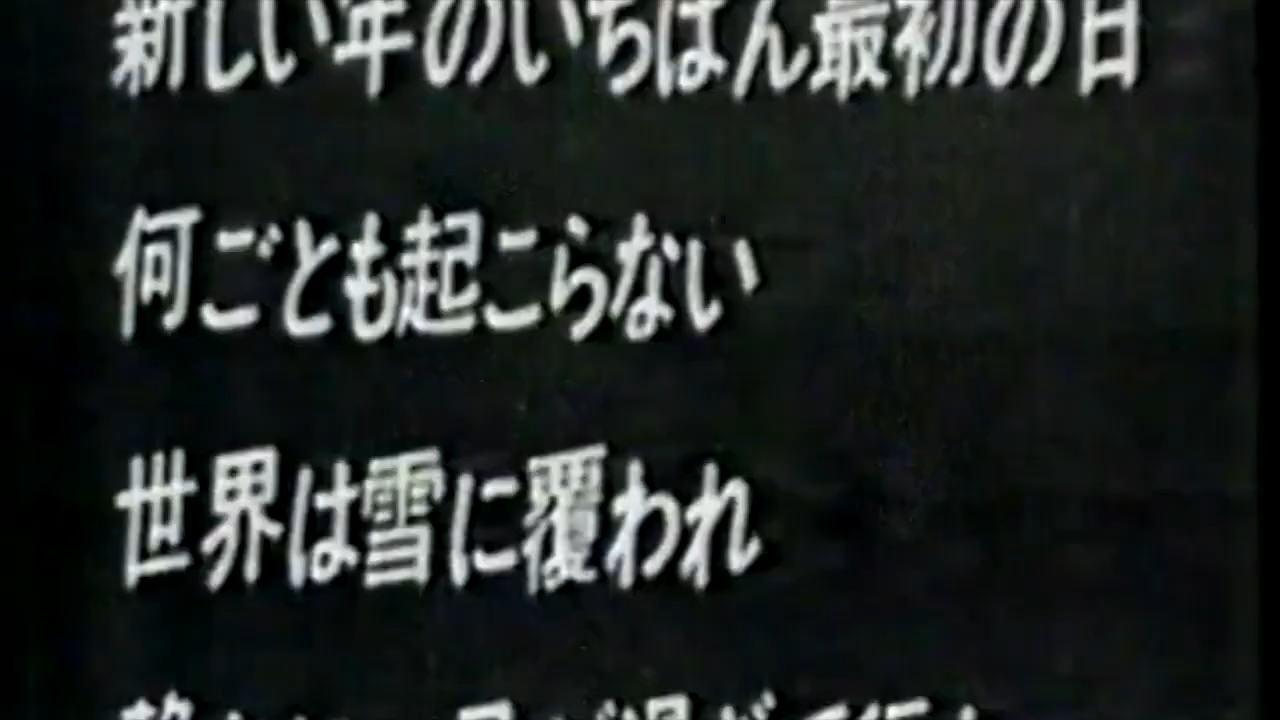 新しい年のいちばん最初の日
何ごとも起こらない
世界は雪に覆われ